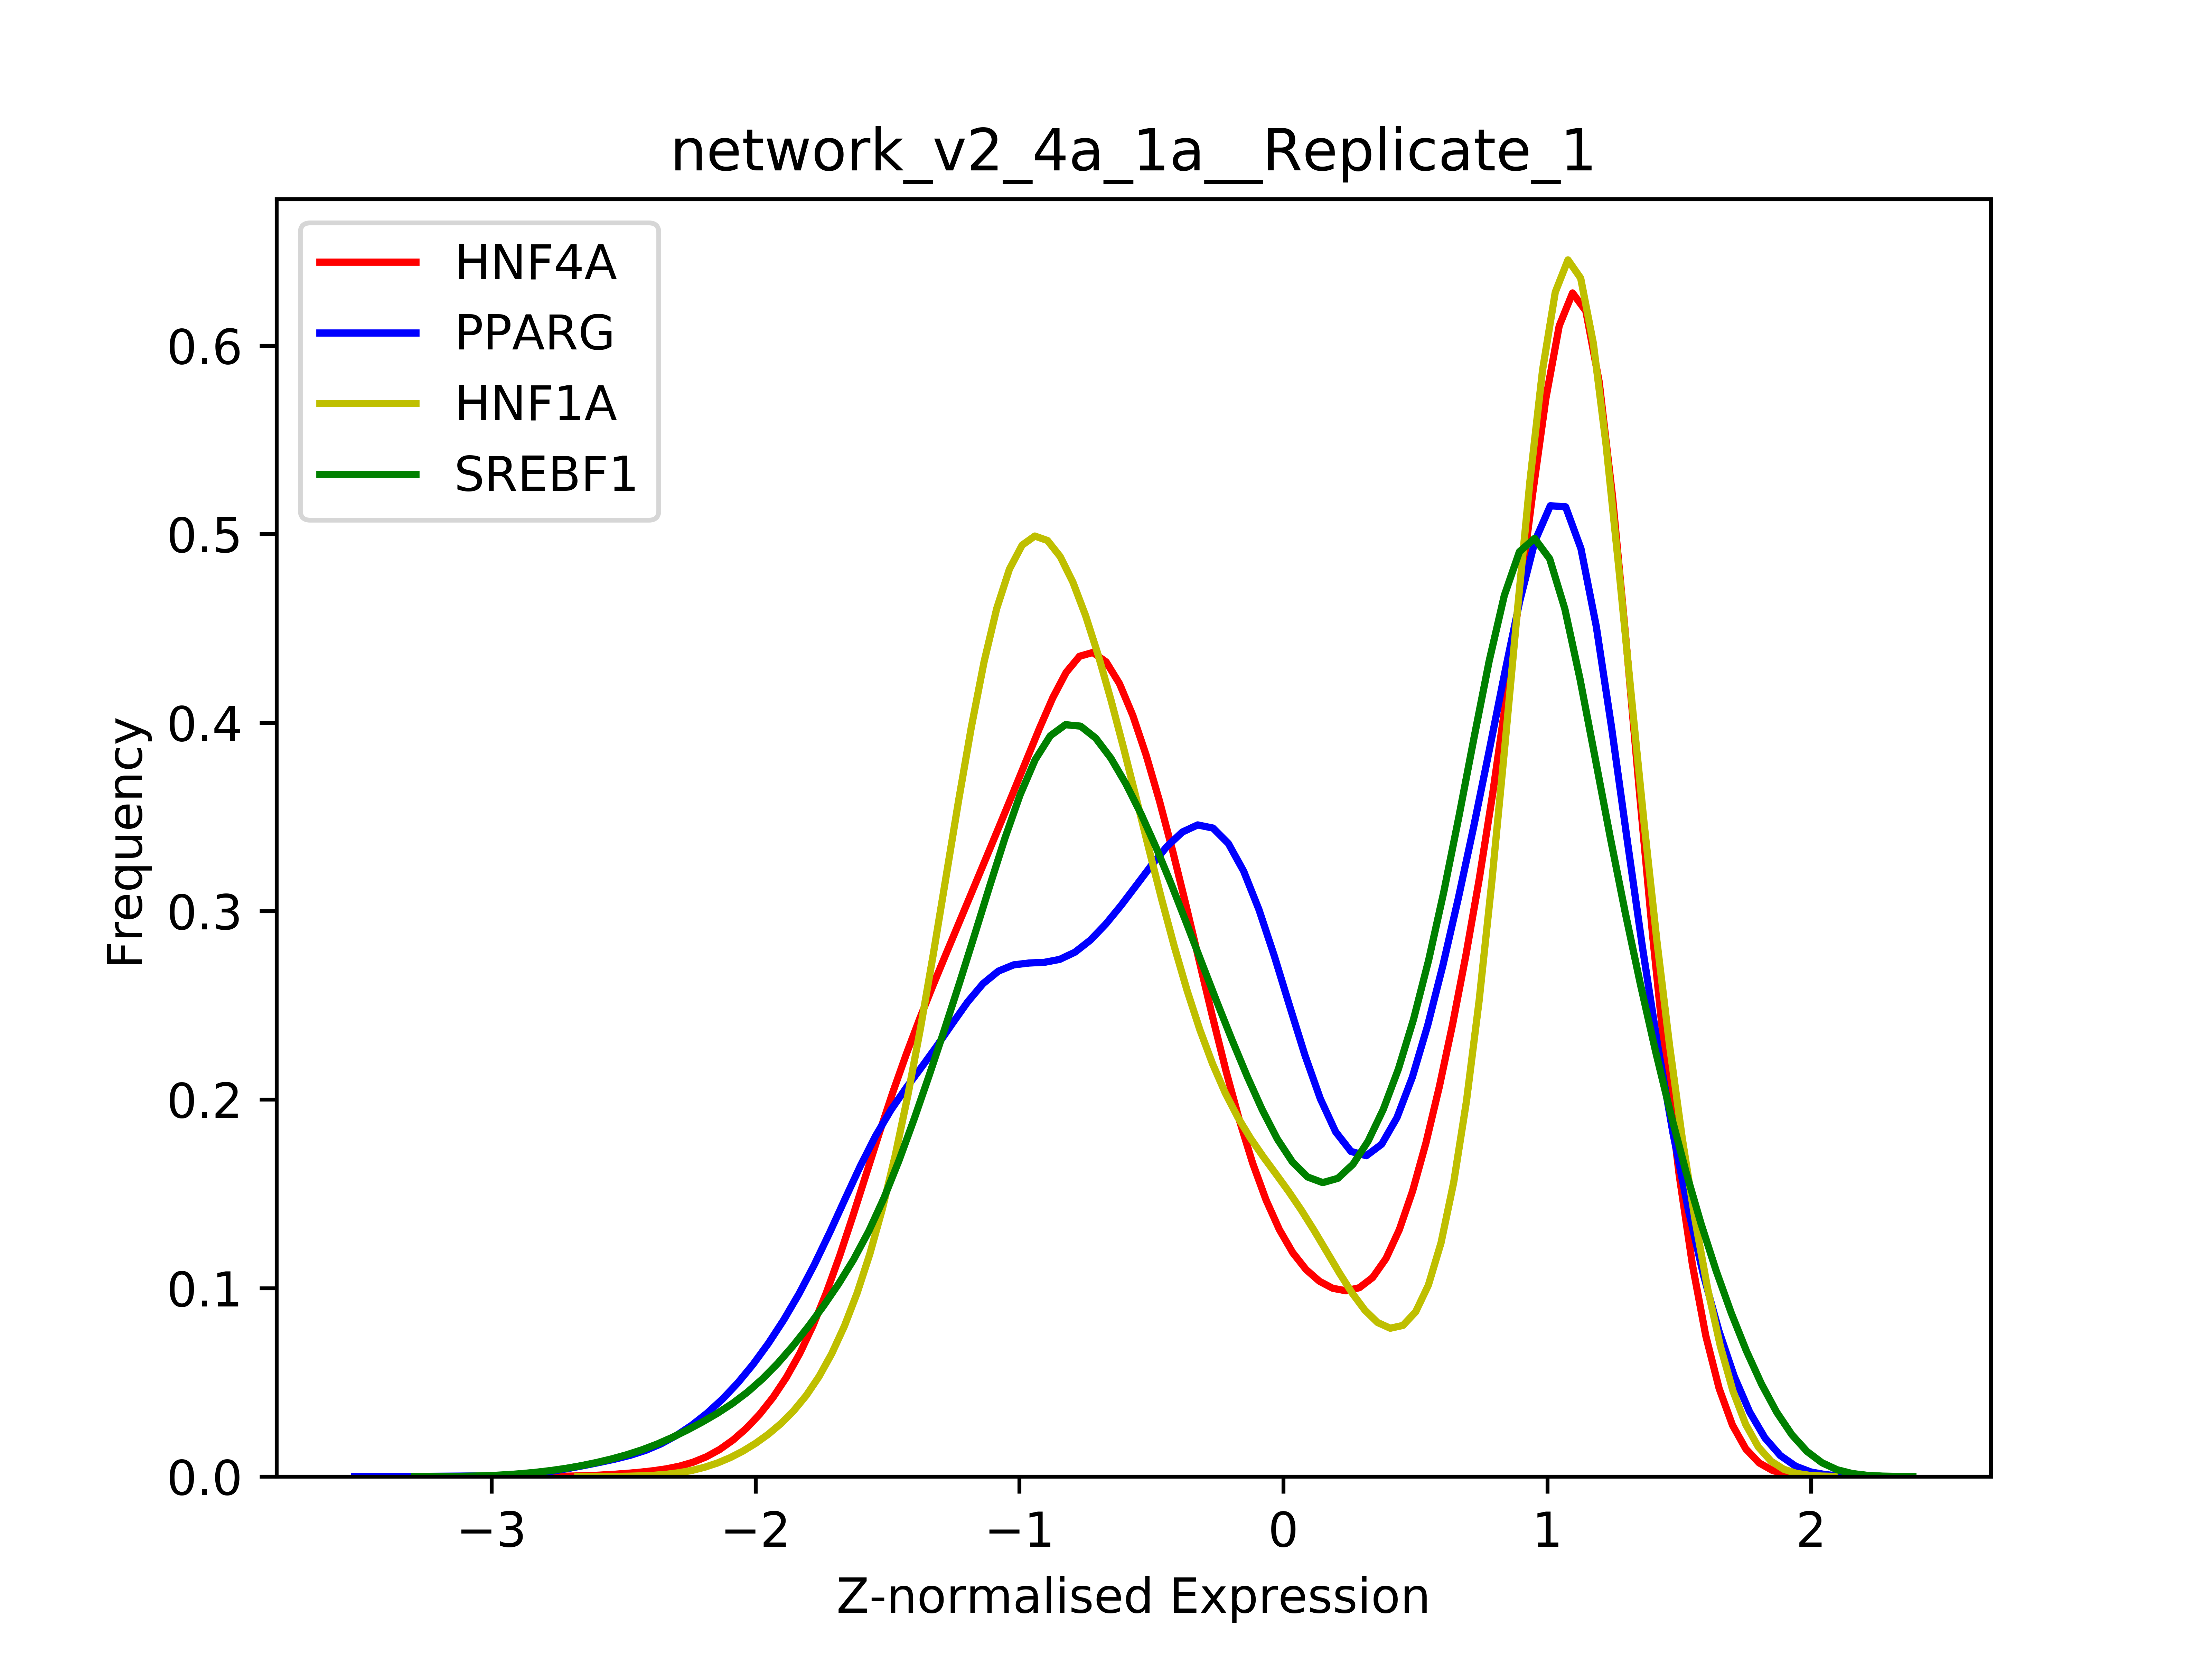 network_v2_4a_1a__Replicate_1
HNF4A
PPARG
HNF1A
SREBF1
Frequency
0.6
0.5
0.4
0.3
0.2
0.1
0.0
−3 −2 −1 0 1 2
Z-normalised Expression